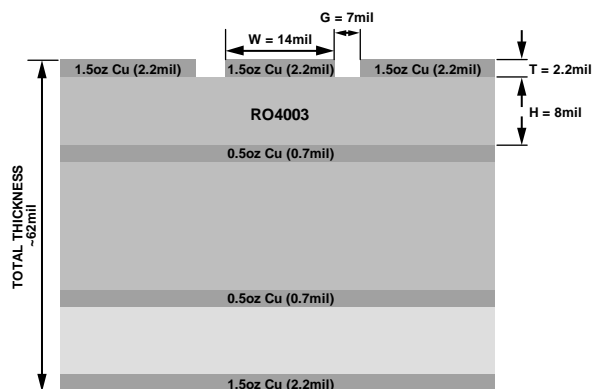 G = 7mil
W = 14mil
1.5oz Cu (2.2mil)
1.5oz Cu (2.2mil)
1.5oz Cu (2.2mil)
T = 2.2mil
RO4003
H = 8mil
0.5oz Cu (0.7mil)
TOTAL THICKNESS
~62mil
0.5oz Cu (0.7mil)
1.5oz Cu (2.2mil)